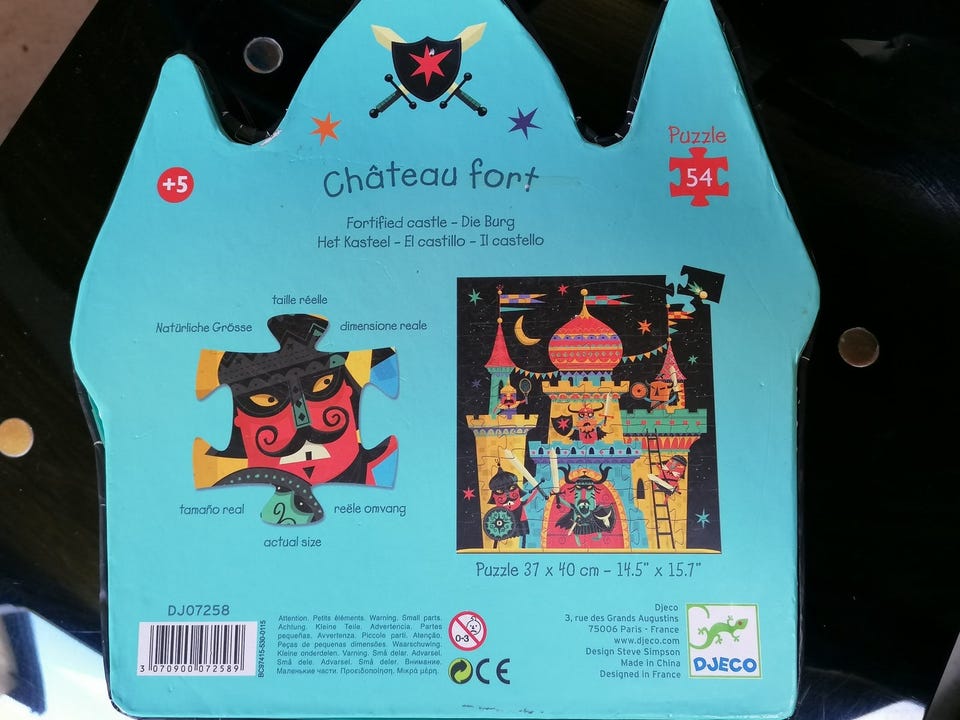 Puzzle
54
+5
Château fort
Fortified castle - Die Burg
Het Kasteel - El castillo - Il castello
taille réelle
Natürliche Grösse
dimensione reale
tamaño real
reële omvang
actual size
Puzzle 37 x 40 cm - 14.5" x 15.7"
DJ07258
3 070900 072589
BC97415-S30-0115
Attention. Petits éléments. Warning. Small parts.
Achtung. Kleine Teile. Advertencia. Partes
pequeñas. Avvertenza. Piccole parti. Atenção.
Peças de pequenas dimensões. Waarschuwing.
Kleine onderdelen. Varning. Små delar. Advarsel.
Små dele. Advarsel. Små deler. Внимание.
Маленькие части. Προειδοποίηση. Μικρά μέρη.
0-3
CE
Djeco
3, rue des Grands Augustins
75006 Paris - France
www.djeco.com
Design Steve Simpson
Made in China
Designed in France
DJECO